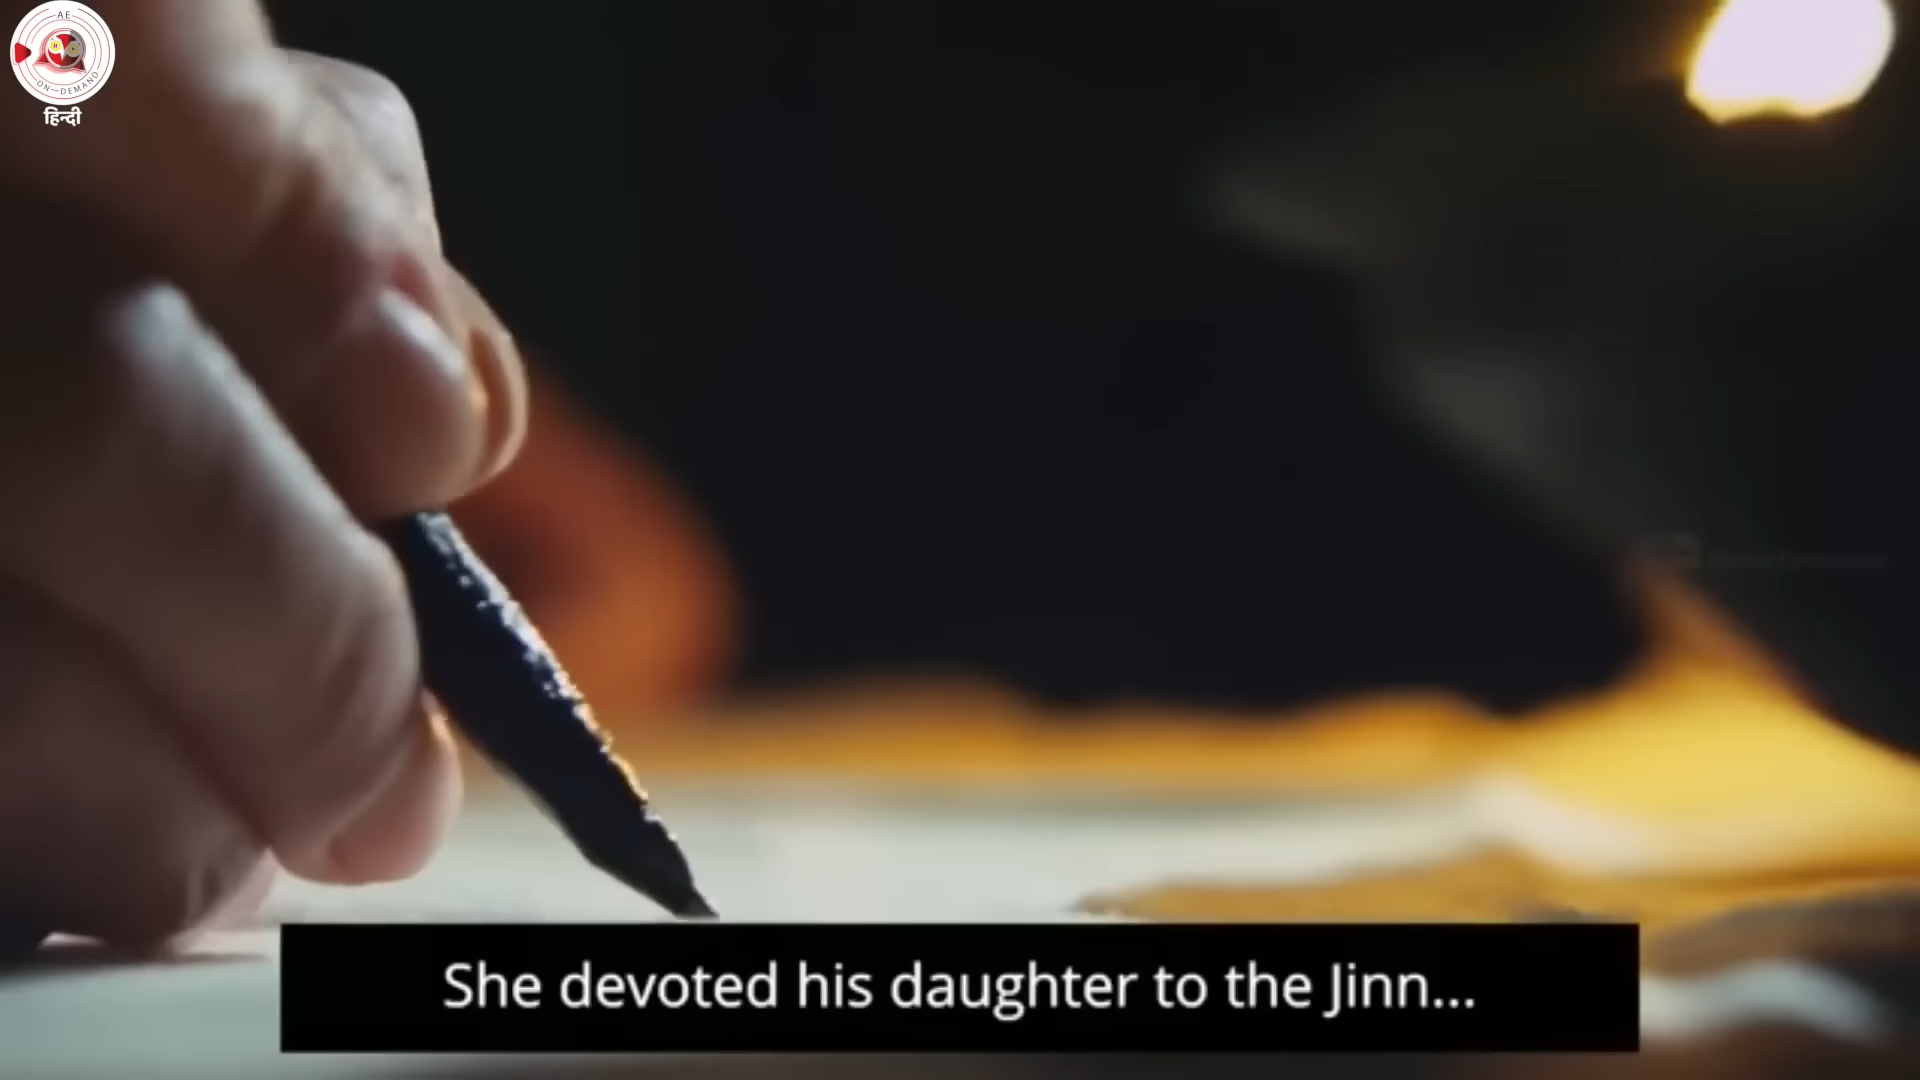 AE
ON-DEMAND
हिन्दी
She devoted his daughter to the Jinn...